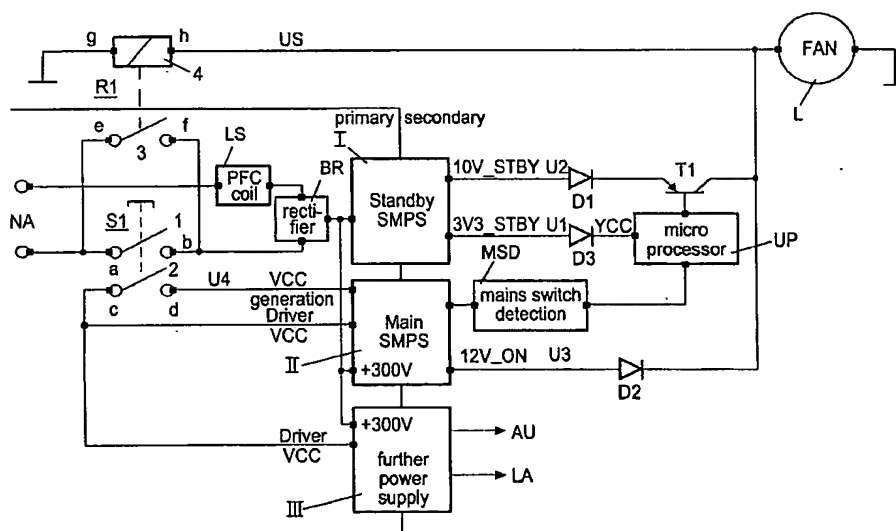 g h US FAN
4
R1 L
primary secondary
e f LS I
3 BR 10V_STBY U2 T1
PFC coil
Standby SMPS
D1
NA S1 1 rectifier
3V3_STBY U1 YCC
micro processor
UP
a b
2 MSD D3
U4 VCC
c d generation
mains switch detection
Driver
VCC
Main SMPS
II 12V_ON U3
+300V
D2
+300V
AU
Driver
VCC
further power supply
LA
III